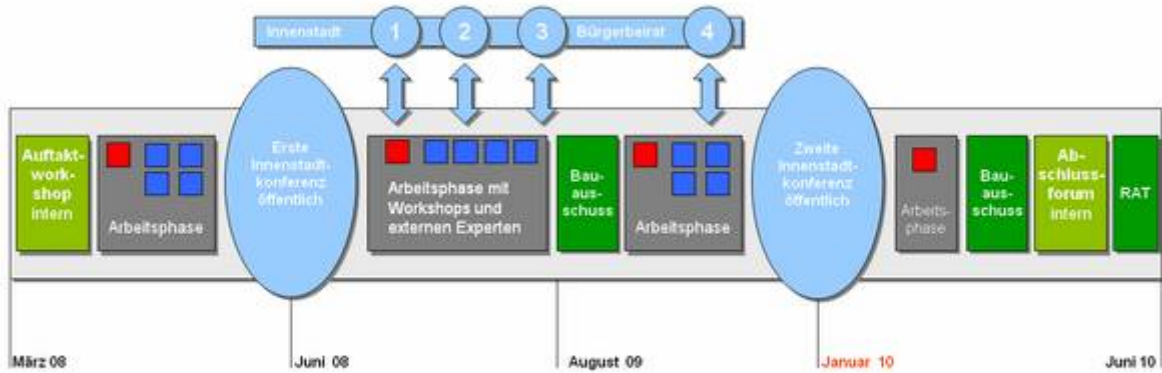 Innenstadt 1 2 3 Bürgerbeirat 4
Auftakt-
work-
shop
intern
Arbeitsphase
Erste
Innenstadt-
konferenz
öffentlich
Arbeitsphase mit
Workshops und
externen Experten
Bau-
aus-
schuss
Arbeitsphase
Zweite
Innenstadt-
konferenz
öffentlich
Arbeits-
phase
Bau-
aus-
schuss
Ab-
schluss-
forum
intern
RAT
März 08
Juni 08
August 09
Januar 10
Juni 10